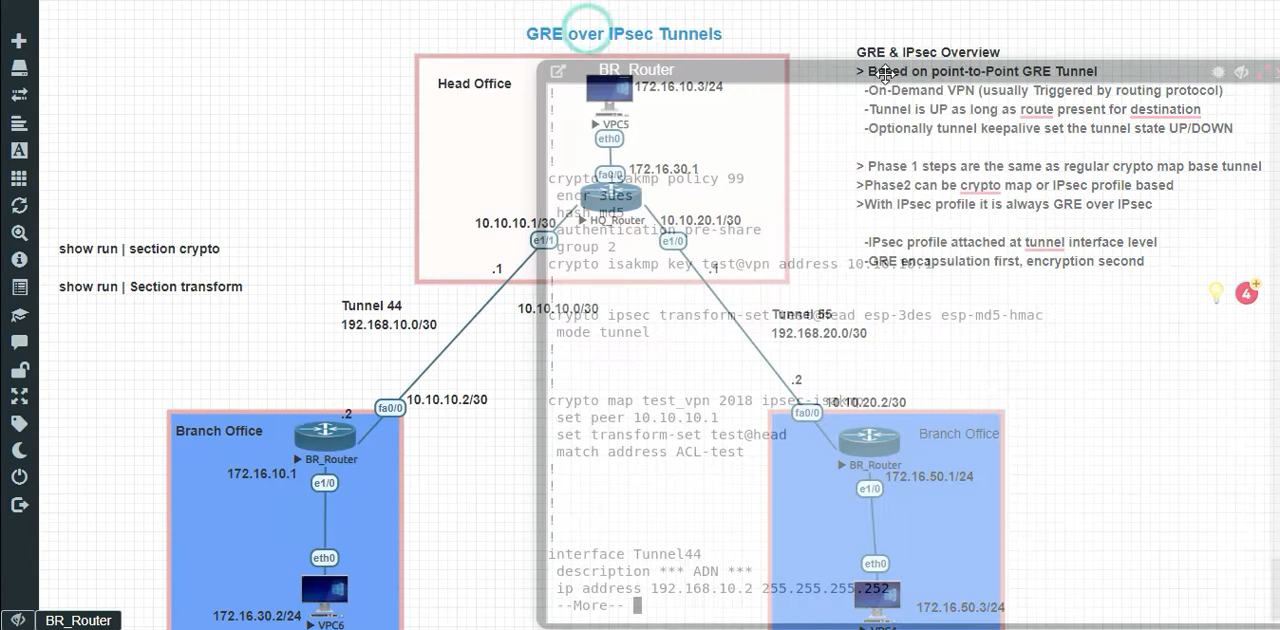 GRE over IPsec Tunnels
GRE & IPsec Overview
> Based on point-to-Point GRE Tunnel
-On-Demand VPN (usually Triggered by routing protocol)
-Tunnel is UP as long as route present for destination
-Optionally tunnel keepalive set the tunnel state UP/DOWN
> Phase 1 steps are the same as regular crypto map base tunnel
>Phase2 can be crypto map or IPsec profile based
>With IPsec profile it is always GRE over IPsec
-IPsec profile attached at tunnel interface level
-GRE encapsulation first, encryption second
4
Head Office
172.16.10.3/24
VPC5
eth0
fa0/0
172.16.30.1
HQ_Router
10.10.10.1/30
10.10.20.1/30
e1/1
e1/0
.1
.1
show run | section crypto
show run | Section transform
Tunnel 44
192.168.10.0/30
10.10.10.0/30
Tunnel 55
192.168.20.0/30
.2
fa0/0
10.10.10.2/30
.2
fa0/0
10.10.20.2/30
Branch Office
BR_Router
172.16.10.1
e1/0
eth0
172.16.30.2/24
VPC6
Branch Office
BR_Router
172.16.50.1/24
e1/0
eth0
172.16.50.3/24
BR_Router
!
!
!
!
!
crypto isakmp policy 99
encr 3des
hash md5
authentication pre-share
group 2
crypto isakmp key test@vpn address 10.10.10.1
!
!
crypto ipsec transform-set test@head esp-3des esp-md5-hmac
mode tunnel
!
!
!
crypto map test_vpn 2018 ipsec-isakmp
set peer 10.10.10.1
set transform-set test@head
match address ACL-test
!
!
!
!
!
interface Tunnel44
description *** ADN ***
ip address 192.168.10.2 255.255.255.252
--More--
BR_Router